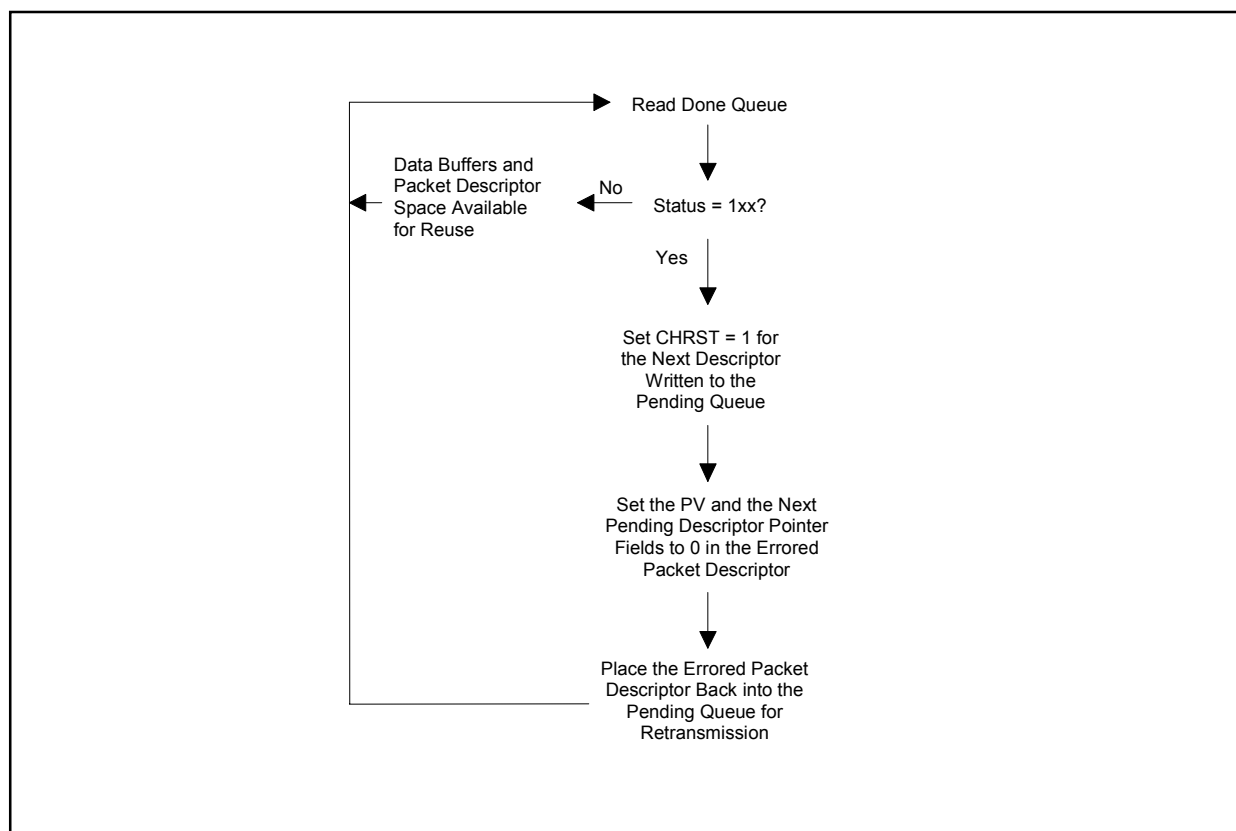 Read Done Queue
Data Buffers and
Packet Descriptor
Space Available
for Reuse
No
Status = 1xx?
Yes
Set CHRST = 1 for
the Next Descriptor
Written to the
Pending Queue
Set the PV and the Next
Pending Descriptor Pointer
Fields to 0 in the Errored
Packet Descriptor
Place the Errored Packet
Descriptor Back into the
Pending Queue for
Retransmission